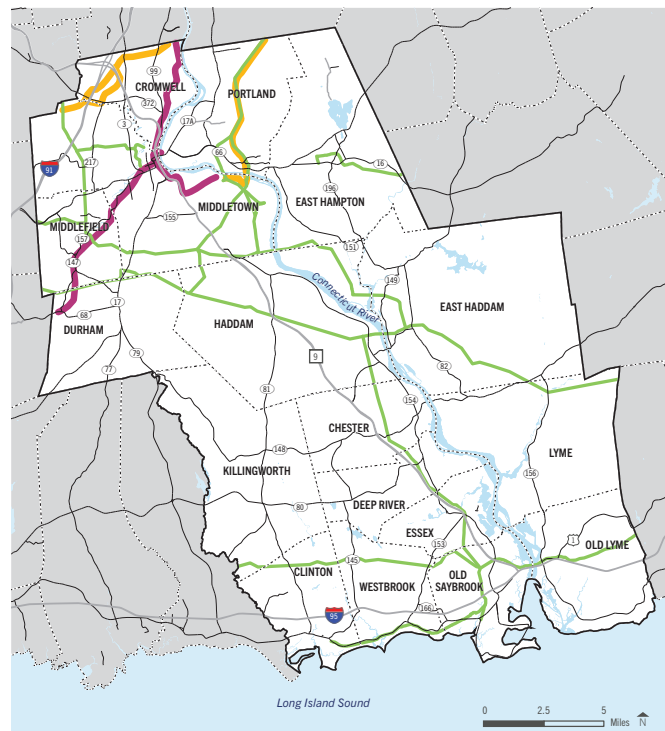 99
CROMWELL
372
PORTLAND
3
17A
66
91
217
16
196
MIDDLETOWN
EAST HAMPTON
155
MIDDLEFIELD
157
151
147
149
Connecticut River
17
EAST HADDAM
68
DURHAM
HADDAM
9
79
77
82
81
154
CHESTER
148
LYME
KILLINGWORTH
156
80
DEEP RIVER
ESSEX
1
153
OLD LYME
145
CLINTON
WESTBROOK
OLD
SAYBROOK
166
95
Long Island Sound
0 2.5 5
Miles N